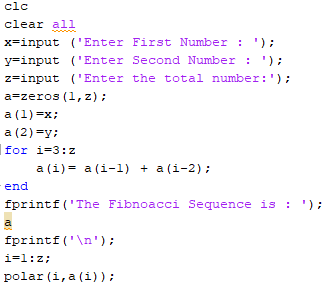 clc
clear all
x=input ('Enter First Number : ');
y=input ('Enter Second Number : ');
z=input ('Enter the total number:');
a=zeros(1,z);
a(1)=x;
a(2)=y;
for i=3:z
    a(i)= a(i-1) + a(i-2);
end
fprintf('The Fibnoacci Sequence is : ');
a
fprintf('\n');
i=1:z;
polar(i,a(i));